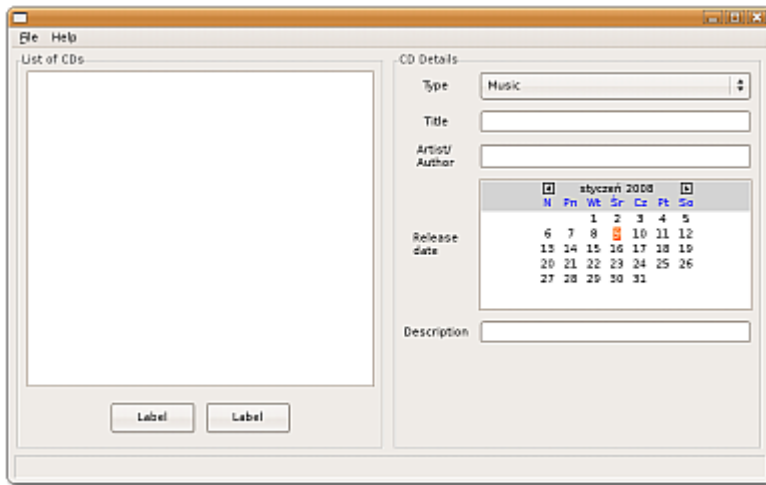 File Help
List of CDs
Label Label
CD Details
Type Music
Title
Artist/
Author
styczeń 2008
N Pn Wt Śr Cz Pt So
1 2 3 4 5
6 7 8 9 10 11 12
13 14 15 16 17 18 19
20 21 22 23 24 25 26
27 28 29 30 31
Release
date
Description